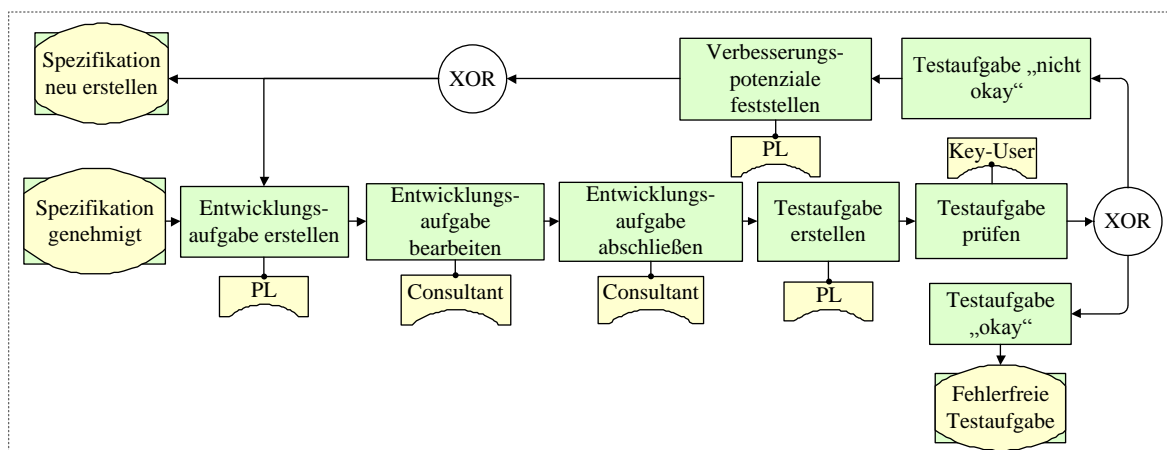 Spezifikation
neu erstellen
XOR
Verbesserungs-
potenziale
feststellen
Testaufgabe „nicht
okay“
PL
Key-User
Spezifikation
genehmigt
Entwicklungs-
aufgabe erstellen
Entwicklungs-
aufgabe
bearbeiten
Entwicklungs-
aufgabe
abschließen
Testaufgabe
erstellen
Testaufgabe
prüfen
XOR
PL
Consultant
Consultant
PL
Testaufgabe
„okay“
Fehlerfreie
Testaufgabe